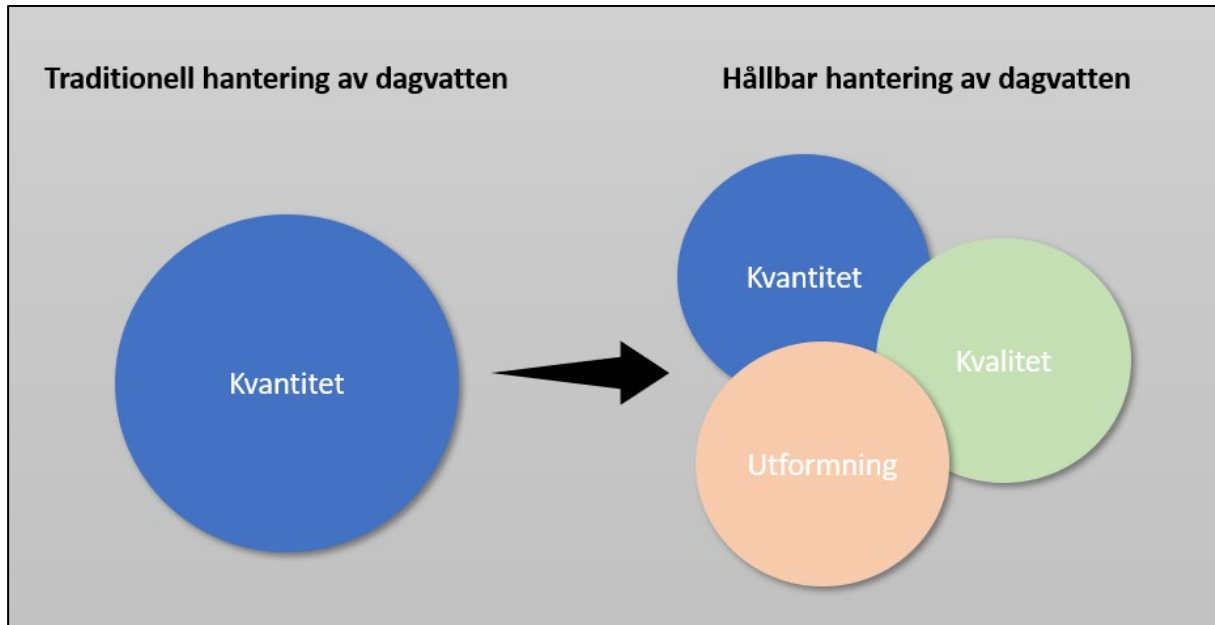 Traditionell hantering av dagvatten
Hållbar hantering av dagvatten
Kvantitet
Kvantitet
Kvalitet
Utformning